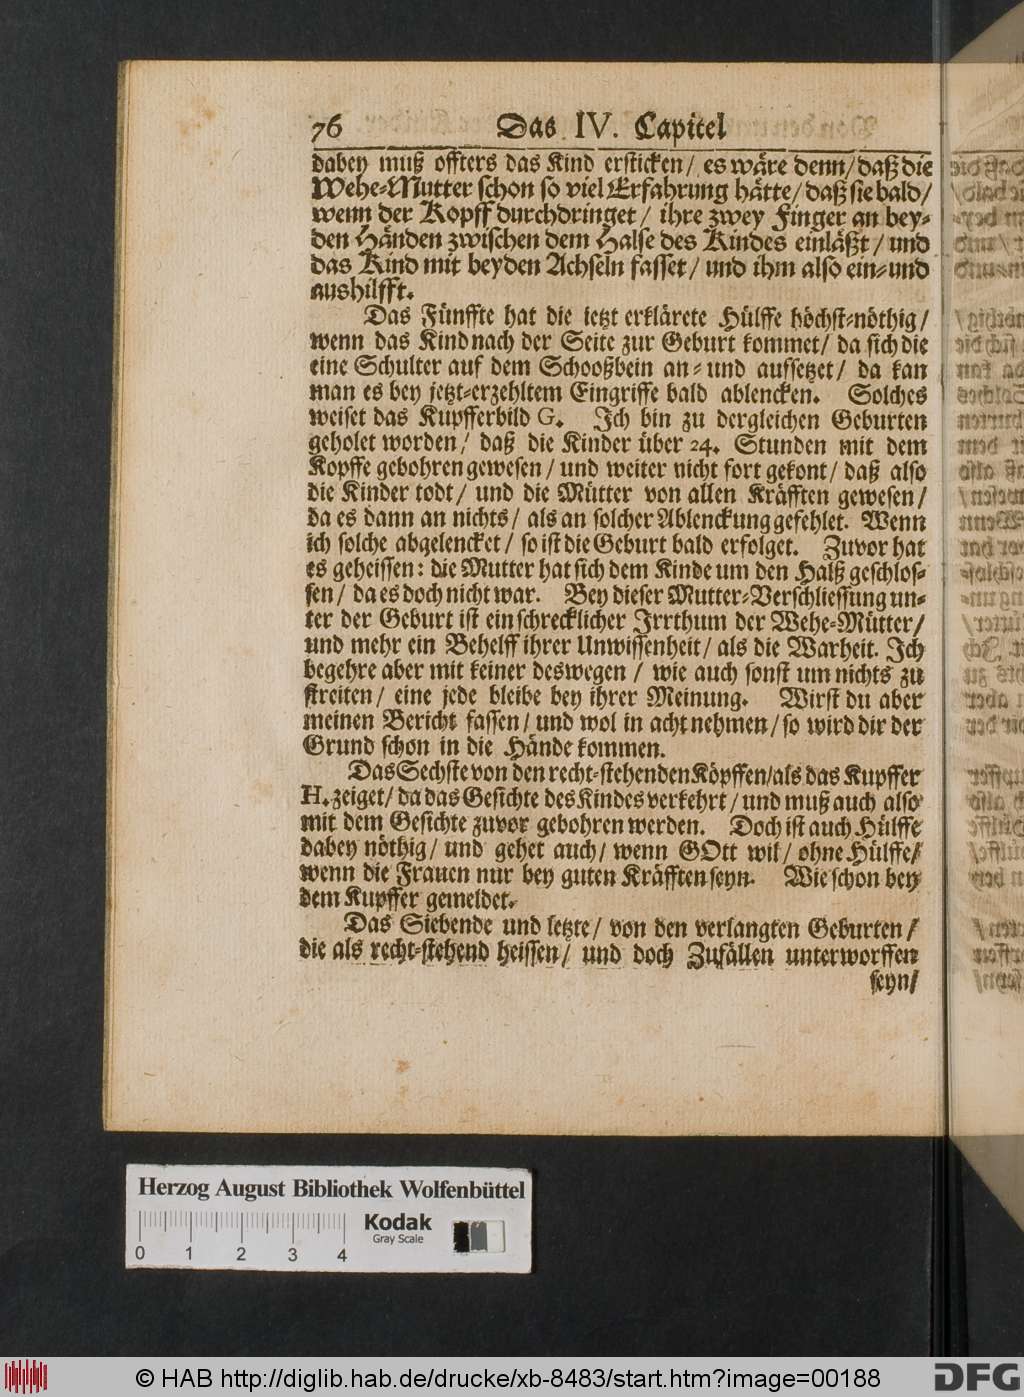 76 Das IV. Capitel
dabey muß offters das Kind ersticken / es wäre denn / daß die
Wehe-Mutter schon so viel Erfahrung hätte / daß sie bald /
wenn der Kopff durchdringet / ihre zwey Finger an bey-
den Händen zwischen dem Halse des Kindes einläßt / und
das Kind mit beyden Achseln fasset / und ihm also ein- und
aushilfft.
Das Fünffte hat die ietzt erklärete Hülffe höchst-nöthig /
wenn das Kind nach der Seite zur Geburt kommet / da sich die
eine Schulter auf dem Schooßbein an- und aussetzet / da kan
man es bey jetzt-erzehltem Eingriffe bald ablencken. Solches
weiset das Kupfferbild G. Ich bin zu dergleichen Geburten
geholet worden / daß die Kinder über 24. Stunden mit dem
Kopffe gebohren gewesen / und weiter nicht fort gekont / daß also
die Kinder todt / und die Mütter von allen Kräfften gewesen /
da es dann an nichts / als an solcher Ablenckung gefehlet. Wenn
ich solche abgelencket / so ist die Geburt bald erfolget. Zuvor hat
es geheissen: die Mutter hat sich dem Kinde um den Halß geschlos-
sen / da es doch nicht war. Bey dieser Mutter-Verschliessung un-
ter der Geburt ist ein schrecklicher Irrthum der Wehe-Mütter /
und mehr ein Behelff ihrer Unwissenheit / als die Warheit. Ich
begehre aber mit keiner deswegen / wie auch sonst um nichts zu
streiten / eine jede bleibe bey ihrer Meinung. Wirst du aber
meinen Bericht fassen / und wol in acht nehmen / so wird dir der
Grund schon in die Hände kommen.
Das Sechste von den recht-stehenden Köpffen / als das Kupffer
H. zeiget / da das Gesichte des Kindes verkehrt / und muß auch also
mit dem Gesichte zuvor gebohren werden. Doch ist auch Hülffe
dabey nöthig / und gehet auch / wenn GOtt wil / ohne Hülffe /
wenn die Frauen nur bey guten Kräfften seyn. Wie schon bey
dem Kupffer gemeldet.
Das Siebende und letzte / von den verlangten Geburten /
die als recht-stehend heissen / und doch Zufällen unterworffen
seyn /
Herzog August Bibliothek Wolfenbüttel
Kodak
Gray Scale
0 1 2 3 4
© HAB http://diglib.hab.de/drucke/xb-8483/start.htm?image=00188
DFG